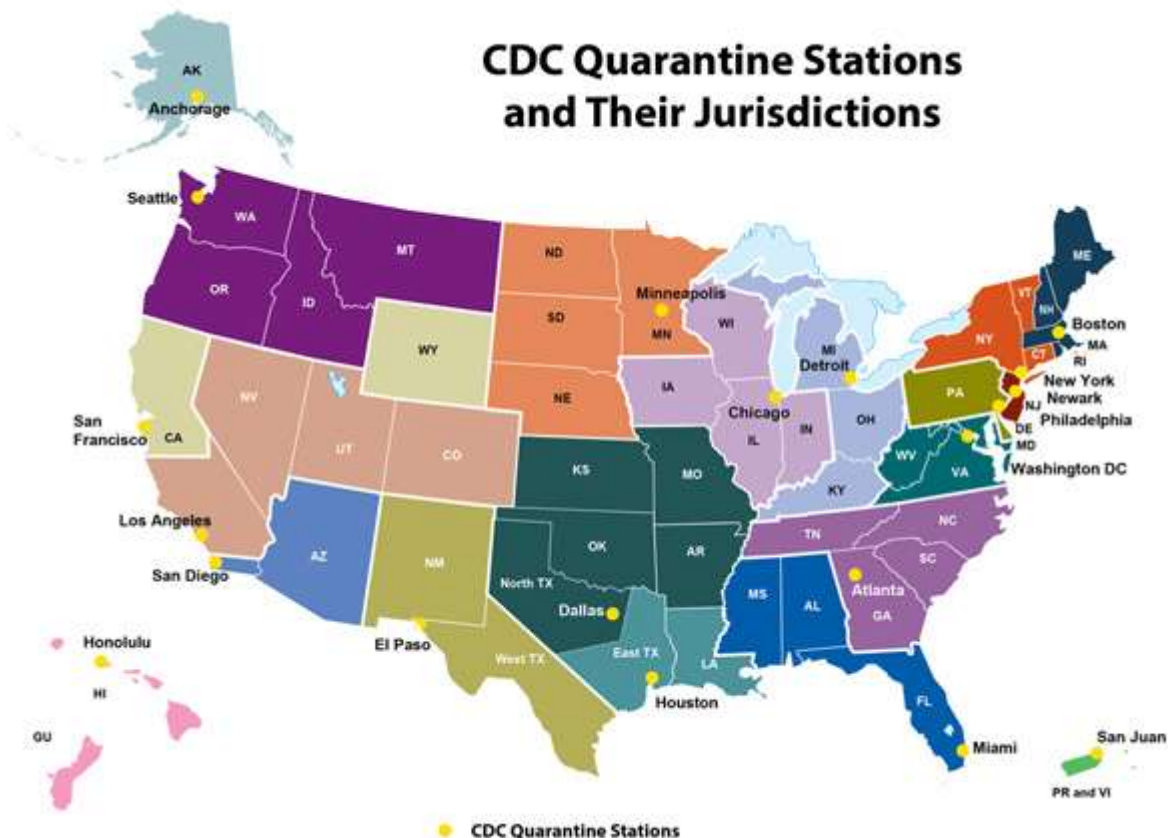 CDC Quarantine Stations
and Their Jurisdictions
AK
Anchorage
Seattle
WA
MT
ND
OR
ID
SD
Minneapolis
MN
WI
MI
Detroit
ME
VT
NH
NY
Boston
MA
CT
RI
WY
NE
IA
Chicago
IL
IN
OH
PA
New York
Newark
NJ
Philadelphia
DE
MD
Washington DC
San
Francisco
CA
NV
UT
CO
KS
MO
KY
WV
VA
Los Angeles
San Diego
AZ
NM
OK
AR
TN
NC
SC
North TX
Dallas
MS
AL
Atlanta
GA
El Paso
West TX
East TX
LA
Houston
FL
Miami
Honolulu
HI
GU
San Juan
PR and VI
CDC Quarantine Stations